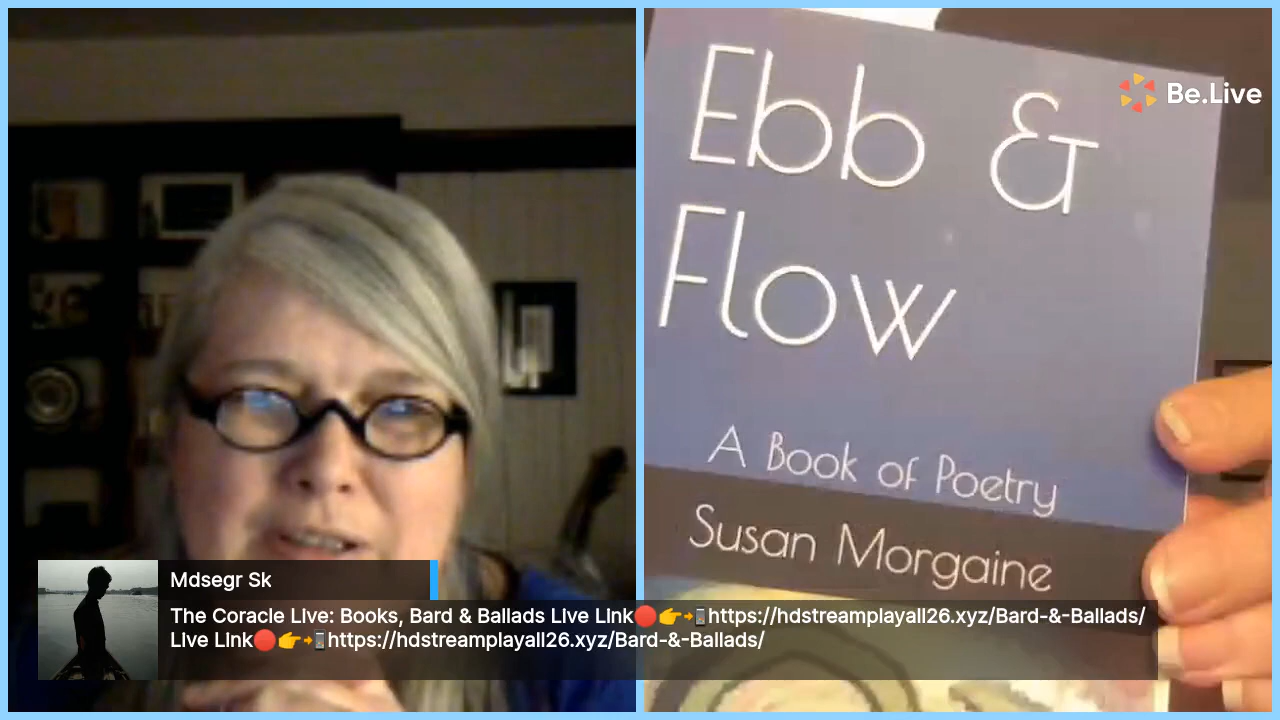 Ebb &
Flow
A Book of Poetry
Susan Morgaine
Be.Live
Mdsegr Sk
The Coracle LIve: Books, Bard & Ballads LIve LInk🔴👉📲https://hdstreamplayall26.xyz/Bard-&-Ballads/
LIve LInk🔴👉📲https://hdstreamplayall26.xyz/Bard-&-Ballads/